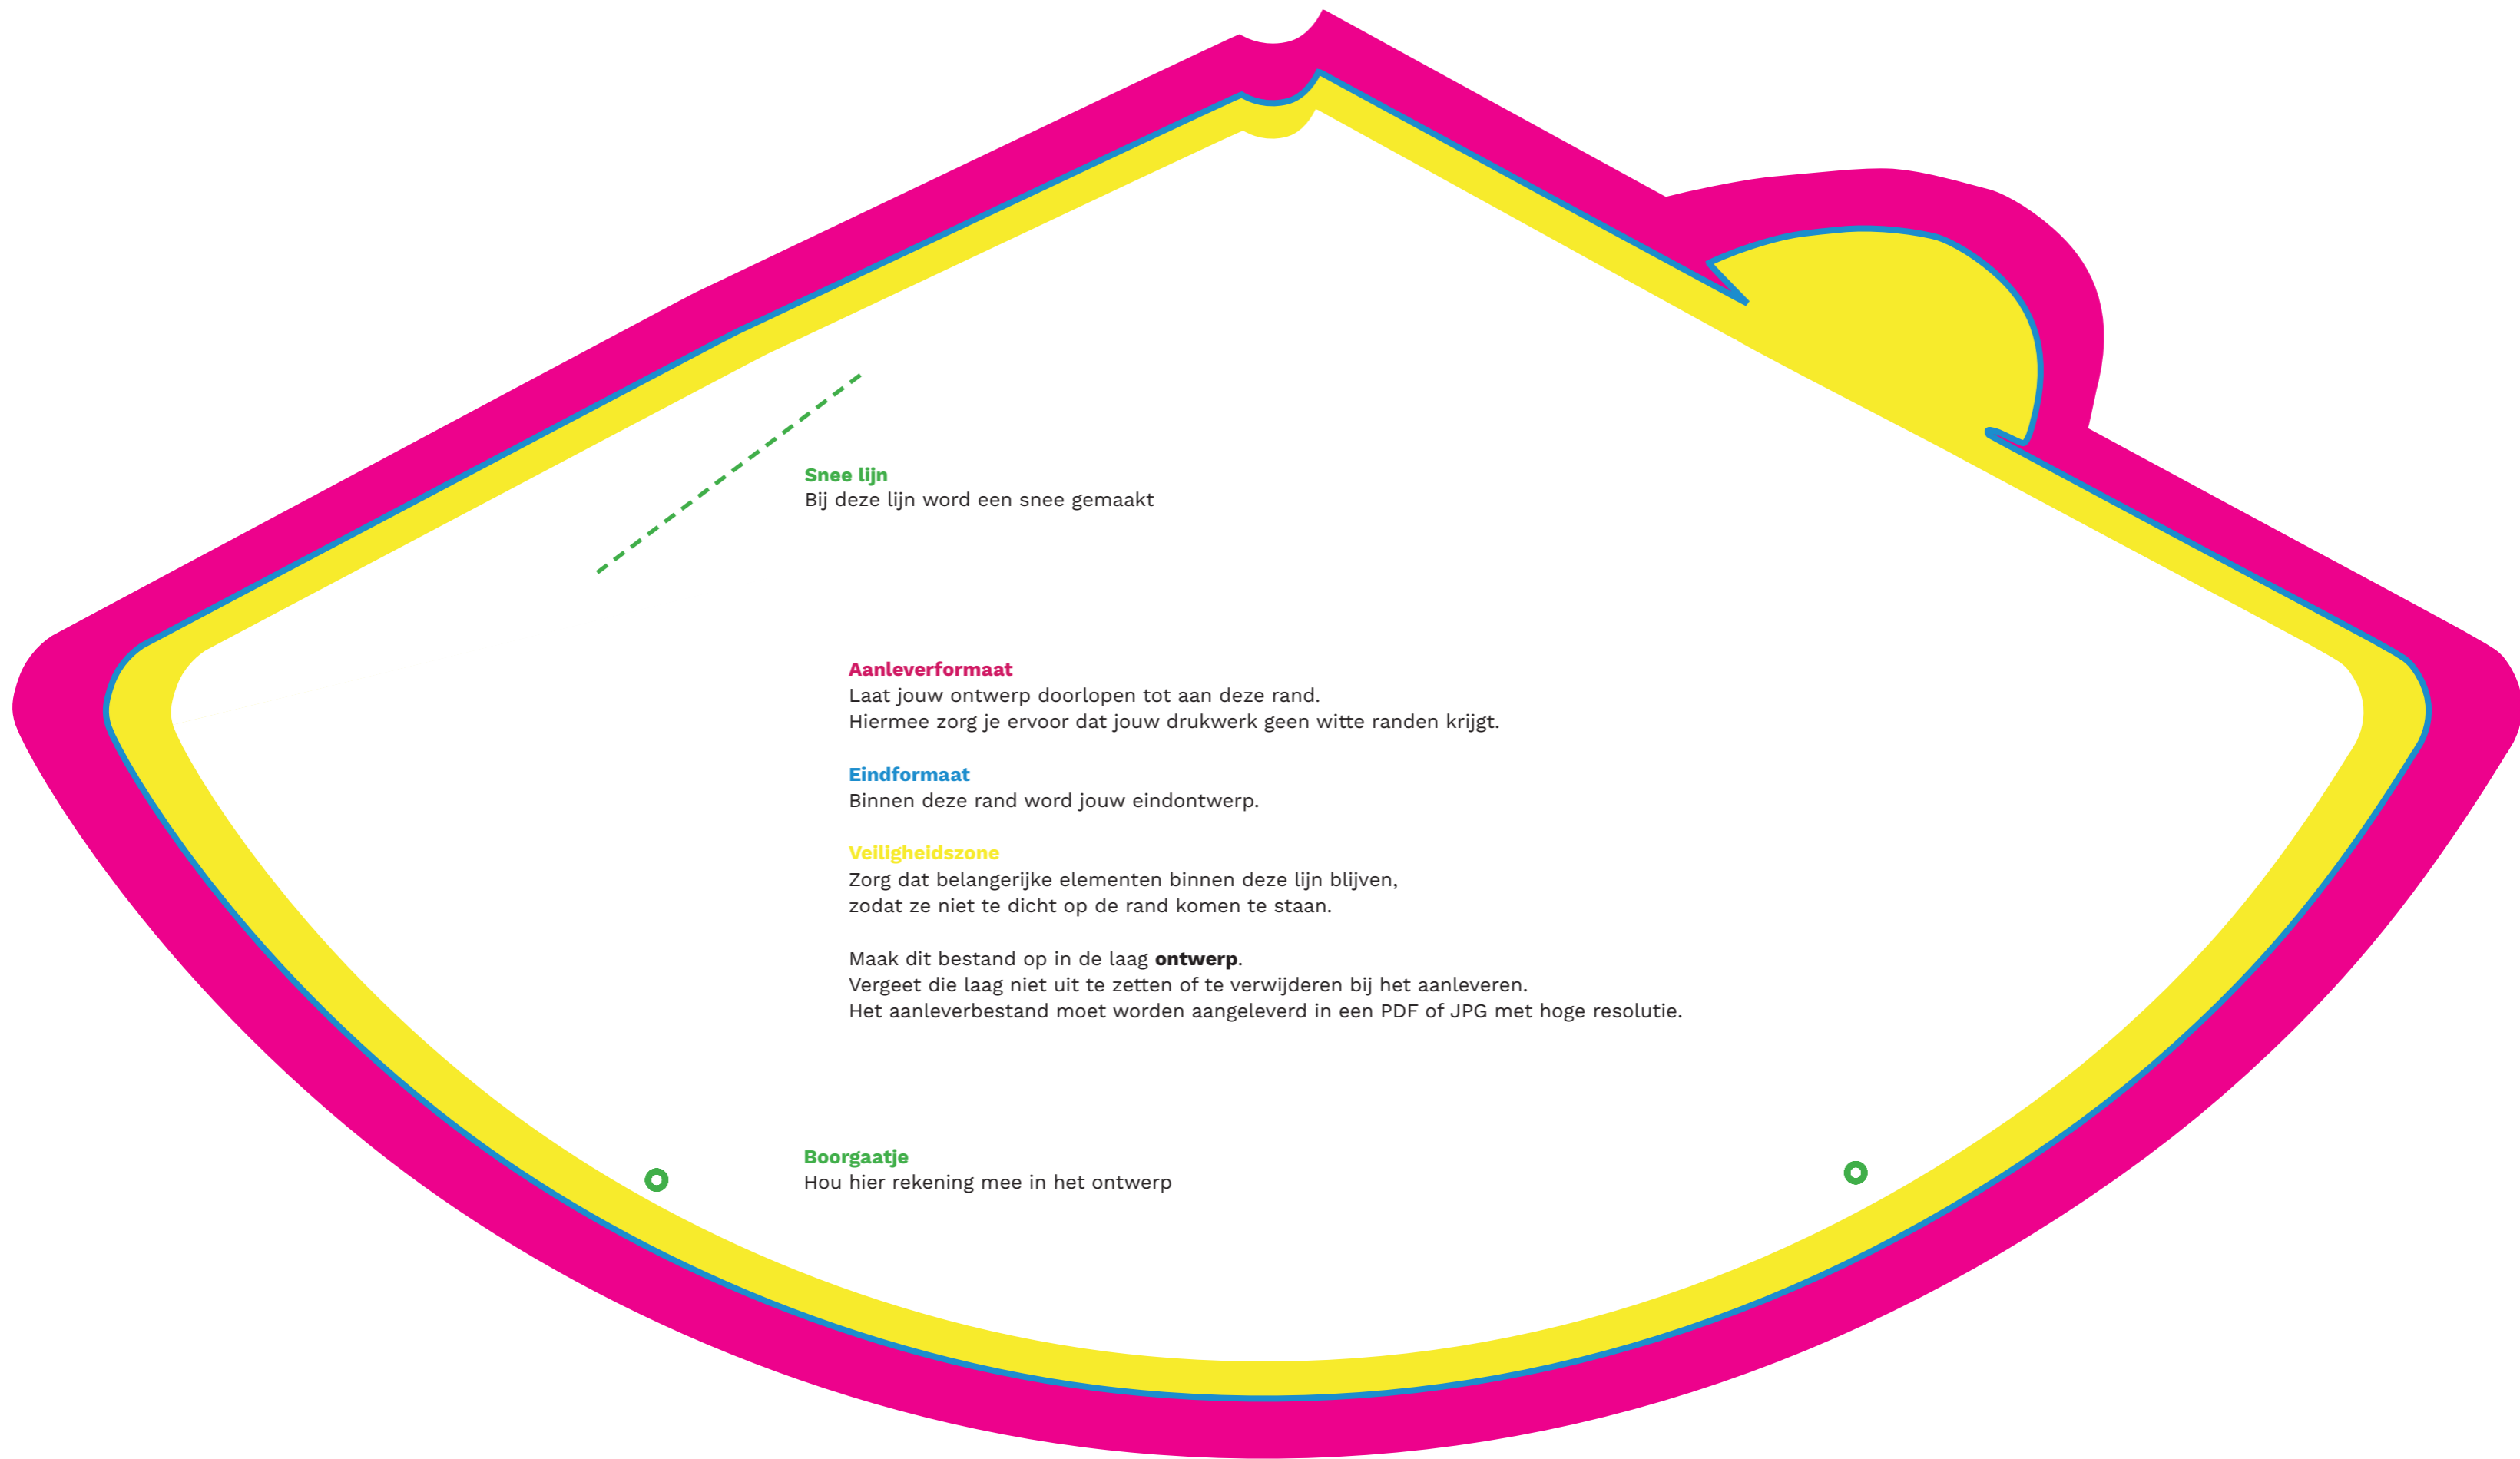 Snee lijn
Bij deze lijn word een snee gemaakt
Aanleverformaat
Laat jouw ontwerp doorlopen tot aan deze rand.
Hiermee zorg je ervoor dat jouw drukwerk geen witte randen krijgt.
Eindformaat
Binnen deze rand word jouw eindontwerp.
Veiligheidszone
Zorg dat belangerijke elementen binnen deze lijn blijven,
zodat ze niet te dicht op de rand komen te staan.
Maak dit bestand op in de laag ontwerp.
Vergeet die laag niet uit te zetten of te verwijderen bij het aanleveren.
Het aanleverbestand moet worden aangeleverd in een PDF of JPG met hoge resolutie.
Boorgaatje
Hou hier rekening mee in het ontwerp